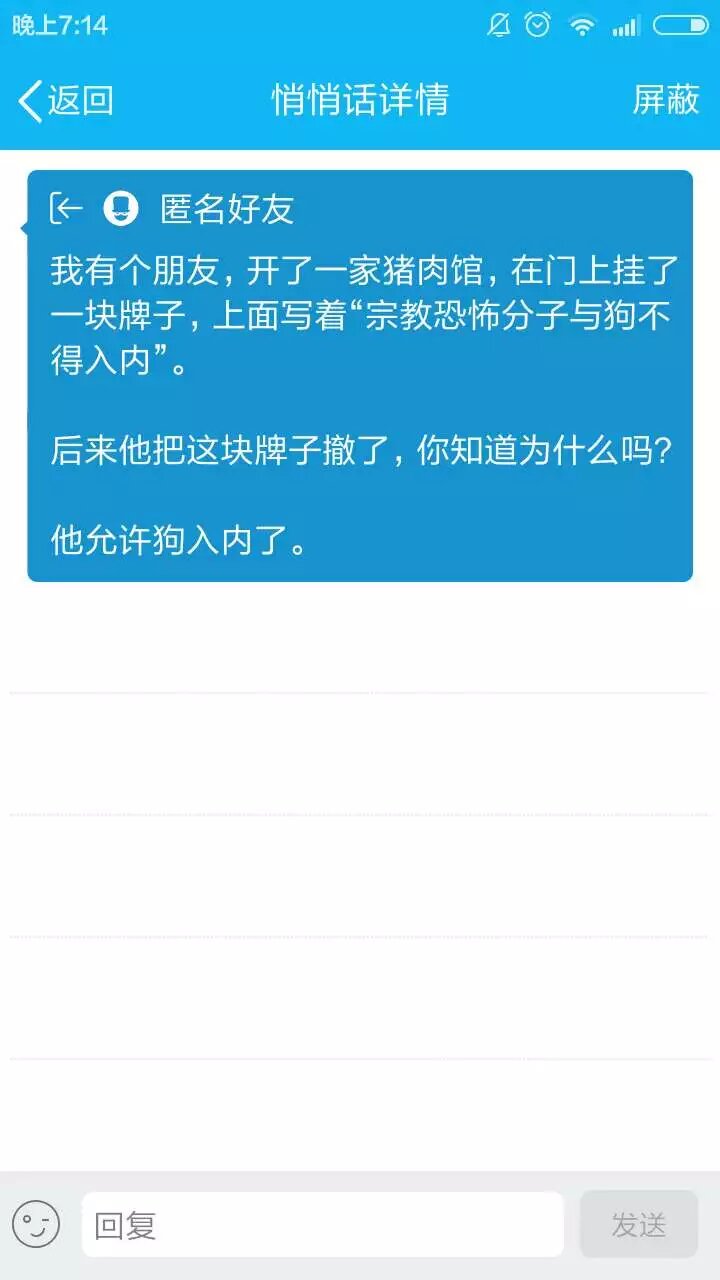 晚上7:14
返回
悄悄话详情
屏蔽
匿名好友
我有个朋友，开了一家猪肉馆，在门上挂了
一块牌子，上面写着“宗教恐怖分子与狗不
得入内”。
后来他把这块牌子撤了，你知道为什么吗？
他允许狗入内了。
回复
发送